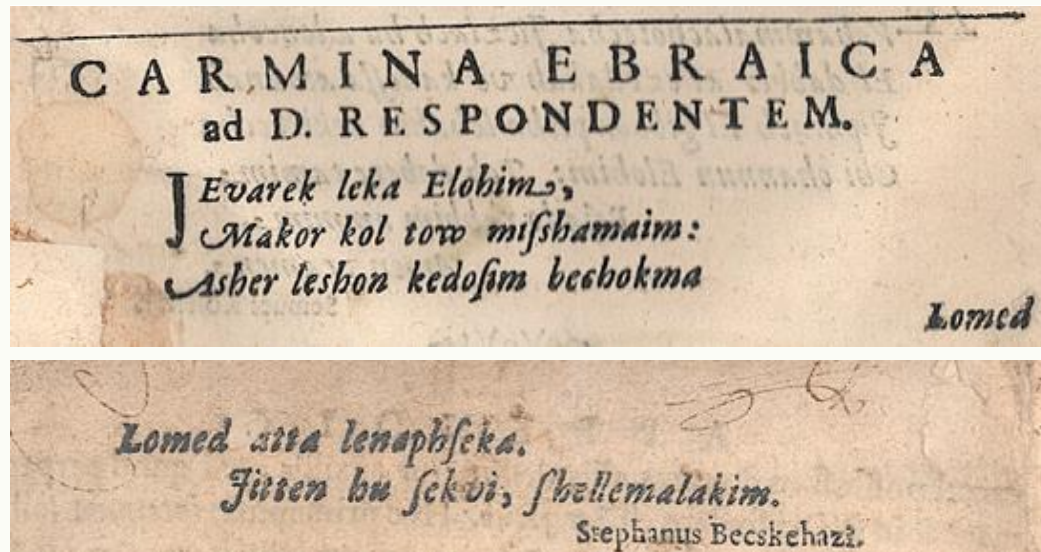 CARMINA EBRAICA
ad D. RESPONDENTEM.
JEvarek leka Elohim,
Makor kol tow miſshamaim:
Asher leshon kedoſim bechokma
Lomed
Lomed atta lenaphſeka.
Jitten hu ſekvi, ſhellemalakim.
Stephanus Becskehazi.